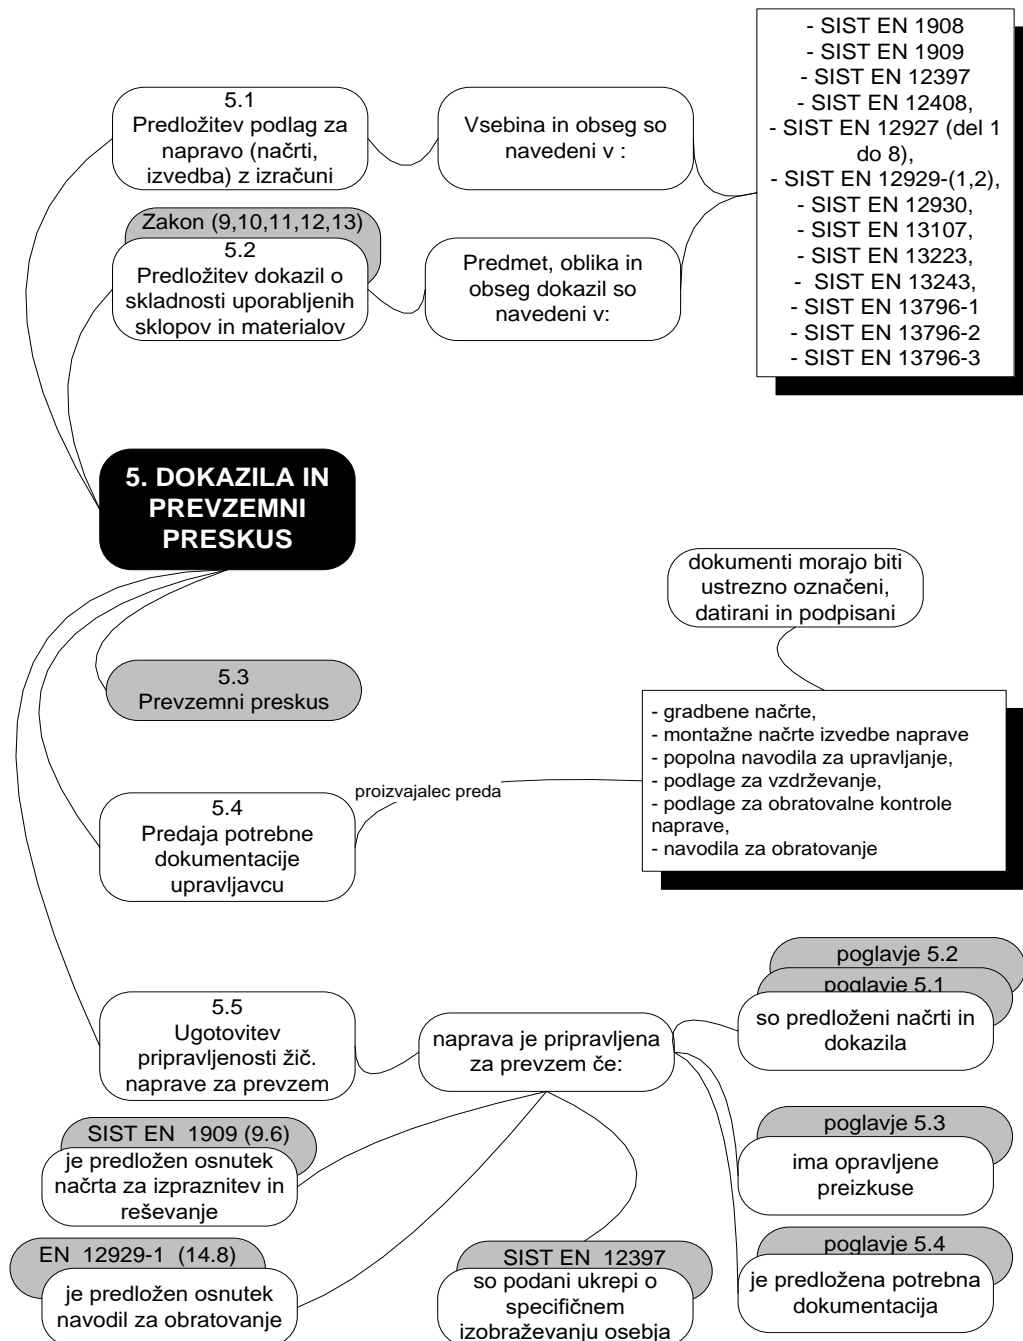 - SIST EN 1908
- SIST EN 1909
- SIST EN 12397
- SIST EN 12408,
- SIST EN 12927 (del 1
do 8),
- SIST EN 12929-(1,2),
- SIST EN 12930,
- SIST EN 13107,
- SIST EN 13223,
- SIST EN 13243,
- SIST EN 13796-1
- SIST EN 13796-2
- SIST EN 13796-3
5.1
Predložitev podlag za
napravo (načrti,
izvedba) z izračuni
Vsebina in obseg so
navedeni v :
Zakon (9,10,11,12,13)
5.2
Predložitev dokazil o
skladnosti uporabljenih
sklopov in materialov
Predmet, oblika in
obseg dokazil so
navedeni v:
5. DOKAZILA IN
PREVZEMNI
PRESKUS
dokumenti morajo biti
ustrezno označeni,
datirani in podpisani
5.3
Prevzemni preskus
- gradbene načrte,
- montažne načrte izvedbe naprave
- popolna navodila za upravljanje,
- podlage za vzdrževanje,
- podlage za obratovalne kontrole
naprave,
- navodila za obratovanje
proizvajalec preda
5.4
Predaja potrebne
dokumentacije
upravljavcu
5.5
Ugotovitev
pripravljenosti žič.
naprave za prevzem
naprava je pripravljena
za prevzem če:
poglavje 5.2
poglavje 5.1
so predloženi načrti in
dokazila
poglavje 5.3
ima opravljene
preizkuse
poglavje 5.4
je predložena potrebna
dokumentacija
SIST EN 1909 (9.6)
je predložen osnutek
načrta za izpraznitev in
reševanje
EN 12929-1 (14.8)
je predložen osnutek
navodil za obratovanje
SIST EN 12397
so podani ukrepi o
specifičnem
izobraževanju osebja